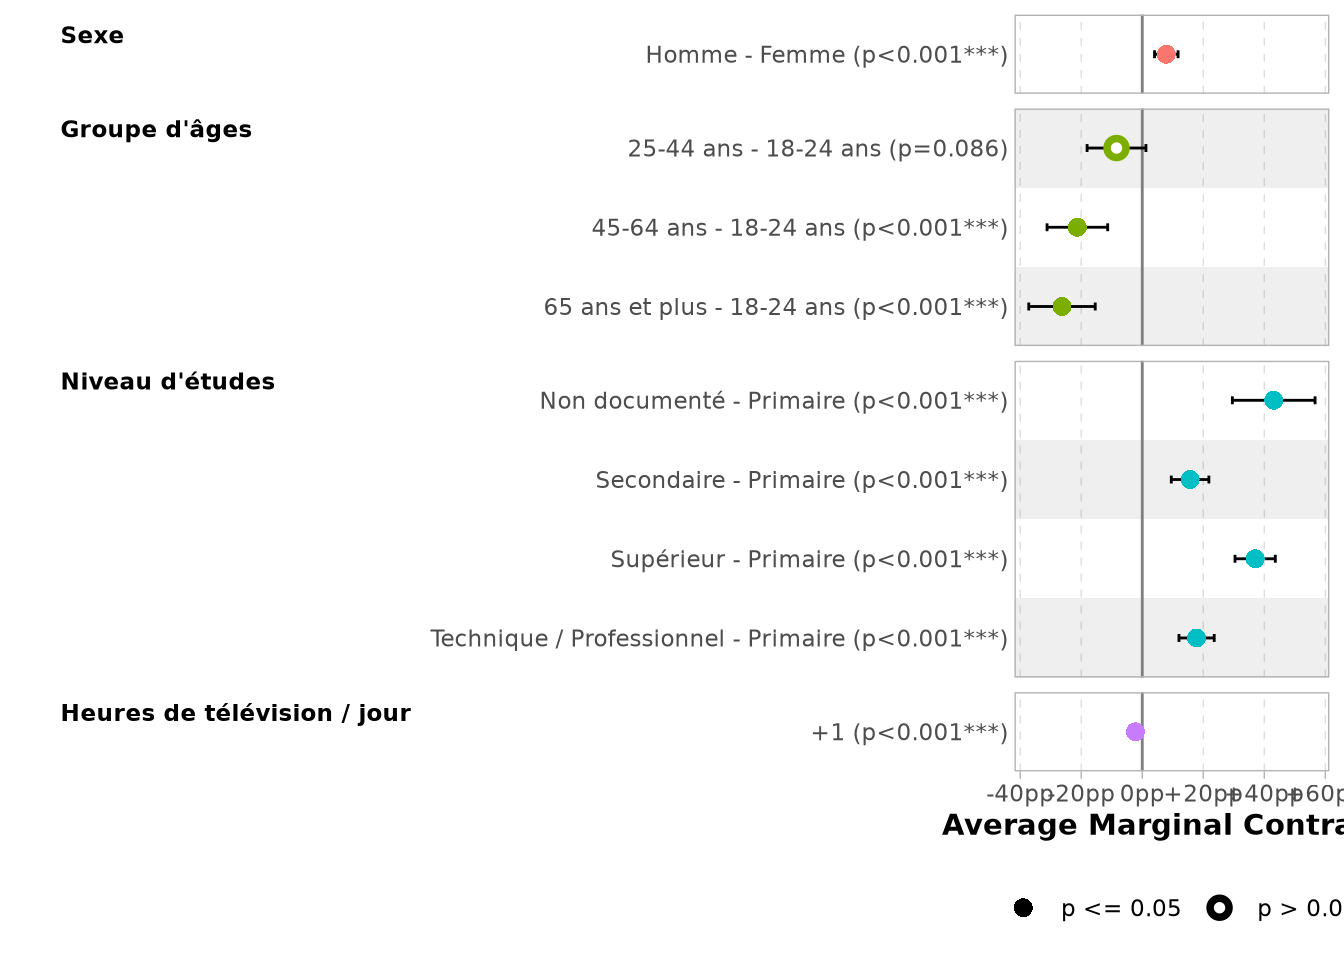 Sexe
Homme - Femme (p<0.001***)
Groupe d'âges
25-44 ans - 18-24 ans (p=0.086)
45-64 ans - 18-24 ans (p<0.001***)
65 ans et plus - 18-24 ans (p<0.001***)
Niveau d'études
Non documenté - Primaire (p<0.001***)
Secondaire - Primaire (p<0.001***)
Supérieur - Primaire (p<0.001***)
Technique / Professionnel - Primaire (p<0.001***)
Heures de télévision / jour
+1 (p<0.001***)
-40pp -20pp 0pp +20pp +40pp +60p
Average Marginal Contra
p <= 0.05 p > 0.0